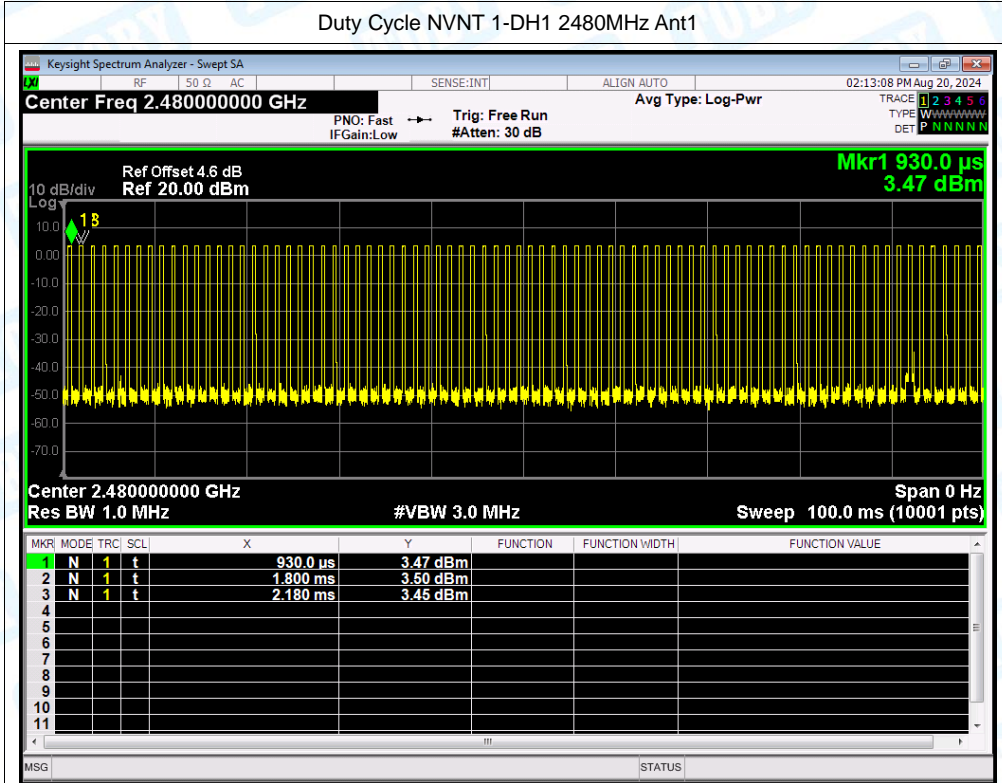 Duty Cycle NVNT 1-DH1 2480MHz Ant1
Keysight Spectrum Analyzer - Swept SA
LXI RF 50 Ω AC SENSE:INT ALIGN AUTO 02:13:08 PM Aug 20, 2024
Center Freq 2.480000000 GHz Avg Type: Log-Pwr TRACE 1 2 3 4 5 6
PNO: Fast Trig: Free Run TYPE WWWWWW
IFGain:Low #Atten: 30 dB DET P N N N N N
Mkr1 930.0 µs
Ref Offset 4.6 dB
10 dB/div Ref 20.00 dBm 3.47 dBm
Log
10.0
0.00
-10.0
-20.0
-30.0
-40.0
-50.0
-60.0
-70.0
Center 2.480000000 GHz Span 0 Hz
Res BW 1.0 MHz #VBW 3.0 MHz Sweep 100.0 ms (10001 pts)
MKR MODE TRC SCL X Y FUNCTION FUNCTION WIDTH FUNCTION VALUE
1 N 1 t 930.0 µs 3.47 dBm
2 N 1 t 1.800 ms 3.50 dBm
3 N 1 t 2.180 ms 3.45 dBm
4
5
6
7
8
9
10
11
MSG STATUS